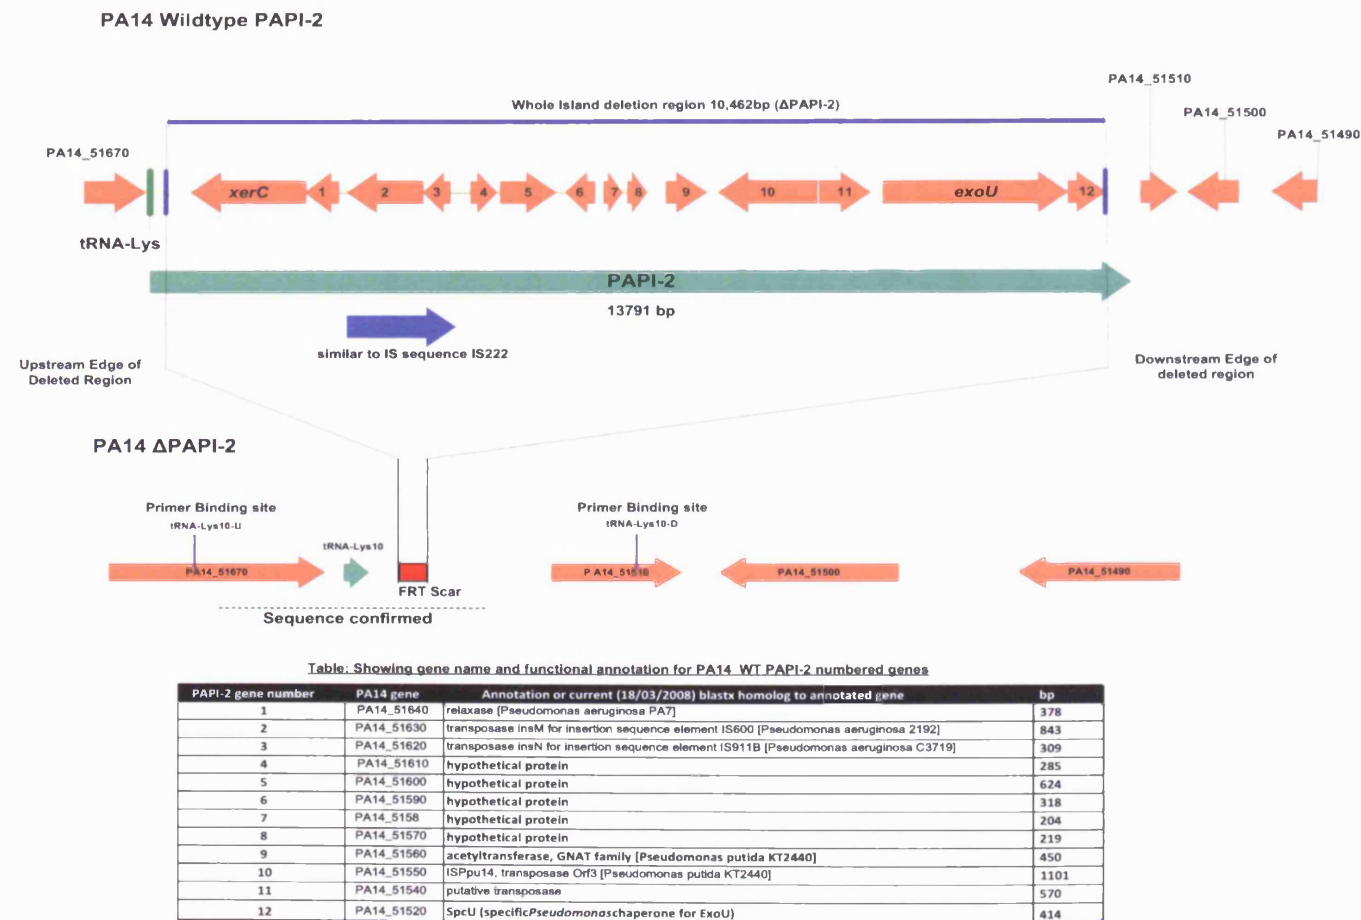 PA14 Wildtype PAPI-2
PA14_51510
Whole Island deletion region 10,462bp (ΔPAPI-2)
PA14_51500
PA14_51490
PA14_51670
xerC 1 2 3 4 5 6 7 8 9 10 11 exoU 12
tRNA-Lys
PAPI-2
13791 bp
similar to IS sequence IS222
Upstream Edge of
Deleted Region
Downstream Edge of
deleted region
PA14 ΔPAPI-2
Primer Binding site
tRNA-Lys10-U
Primer Binding site
tRNA-Lys10-D
tRNA-Lys10
PA14_51670
PA14_51510
PA14_51500
PA14_51490
FRT Scar
Sequence confirmed
Table: Showing gene name and functional annotation for PA14 WT PAPI-2 numbered genes
PAPI-2 gene number PA14 gene Annotation or current (18/03/2008) blastx homolog to annotated gene bp
1 PA14_51640 relaxase [Pseudomonas aeruginosa PA7] 378
2 PA14_51630 transposase insM for insertion sequence element IS600 [Pseudomonas aeruginosa 2192] 843
3 PA14_51620 transposase insN for insertion sequence element IS911B [Pseudomonas aeruginosa C3719] 309
4 PA14_51610 hypothetical protein 285
5 PA14_51600 hypothetical protein 624
6 PA14_51590 hypothetical protein 318
7 PA14_5158 hypothetical protein 204
8 PA14_51570 hypothetical protein 219
9 PA14_51560 acetyltransferase, GNAT family [Pseudomonas putida KT2440] 450
10 PA14_51550 ISPpu14, transposase Orf3 [Pseudomonas putida KT2440] 1101
11 PA14_51540 putative transposase 570
12 PA14_51520 SpcU (specificPseudomonaschaperone for ExoU) 414